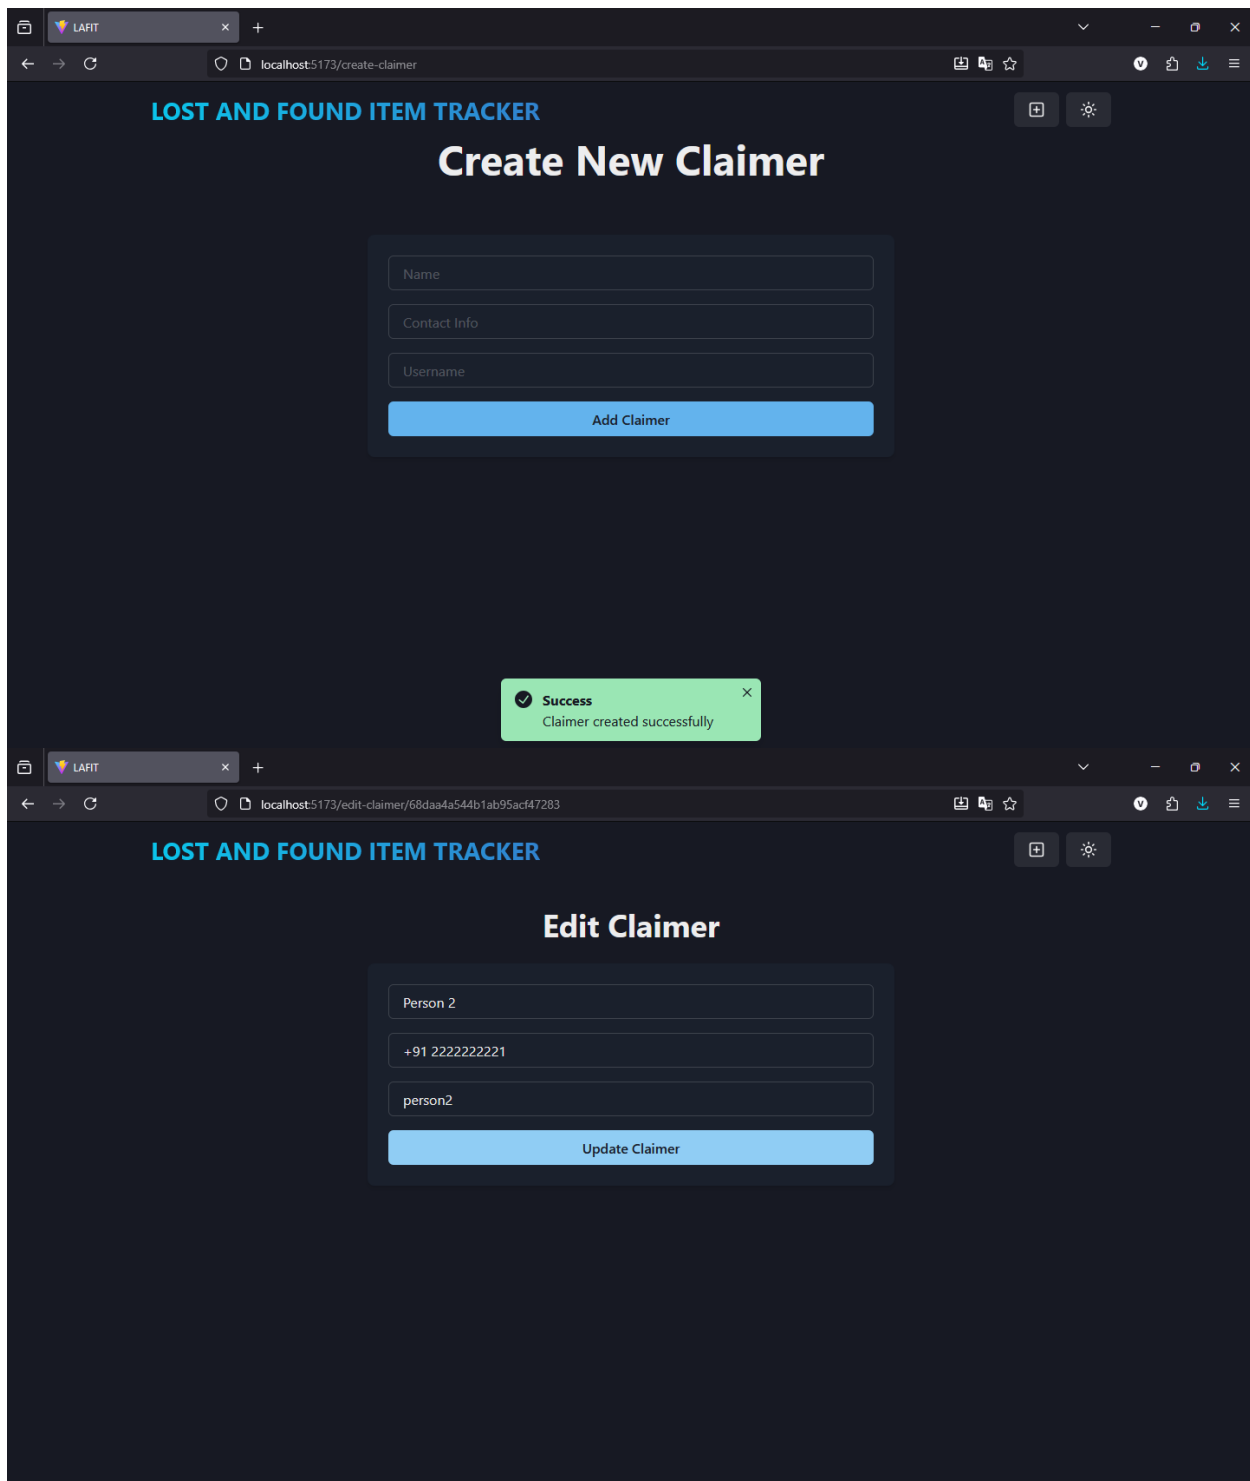 LAFIT
localhost:5173/create-claimer
LOST AND FOUND ITEM TRACKER
Create New Claimer
Name
Contact Info
Username
Add Claimer
Success
Claimer created successfully
LAFIT
localhost:5173/edit-claimer/68daa4a544b1ab95acf47283
LOST AND FOUND ITEM TRACKER
Edit Claimer
Person 2
+91 2222222221
person2
Update Claimer